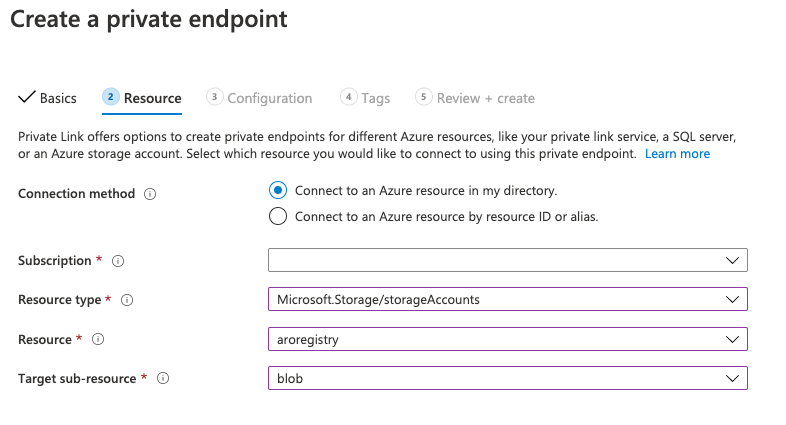 Create a private endpoint
Basics 2 Resource 3 Configuration 4 Tags 5 Review + create
Private Link offers options to create private endpoints for different Azure resources, like your private link service, a SQL server,
or an Azure storage account. Select which resource you would like to connect to using this private endpoint. Learn more
Connection method
Connect to an Azure resource in my directory.
Connect to an Azure resource by resource ID or alias.
Subscription *
Resource type * Microsoft.Storage/storageAccounts
Resource * aroregistry
Target sub-resource * blob